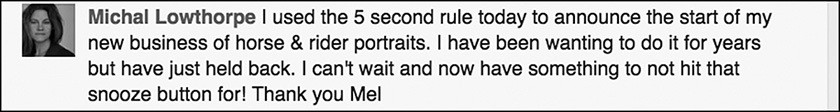 Michal Lowthorpe I used the 5 second rule today to announce the start of my
new business of horse & rider portraits. I have been wanting to do it for years
but have just held back. I can't wait and now have something to not hit that
snooze button for! Thank you Mel